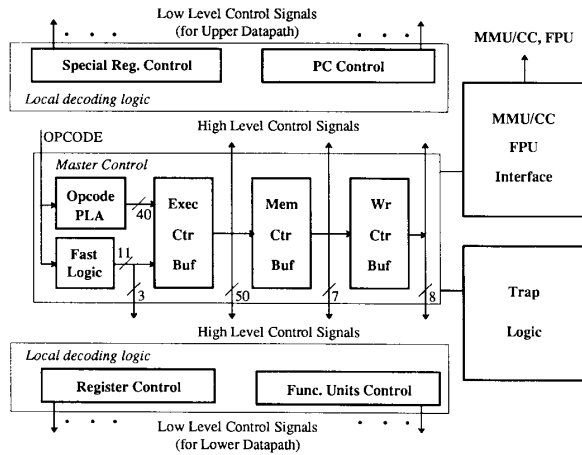 Low Level Control Signals
(for Upper Datapath)
MMU/CC, FPU
Special Reg. Control
PC Control
Local decoding logic
High Level Control Signals
OPCODE
Master Control
MMU/CC
FPU
Interface
Opcode
PLA
40
Exec
Ctr
Buf
Mem
Ctr
Buf
Wr
Ctr
Buf
Fast
Logic
11
3
50
7
8
Trap
Logic
High Level Control Signals
Local decoding logic
Register Control
Func. Units Control
Low Level Control Signals
(for Lower Datapath)